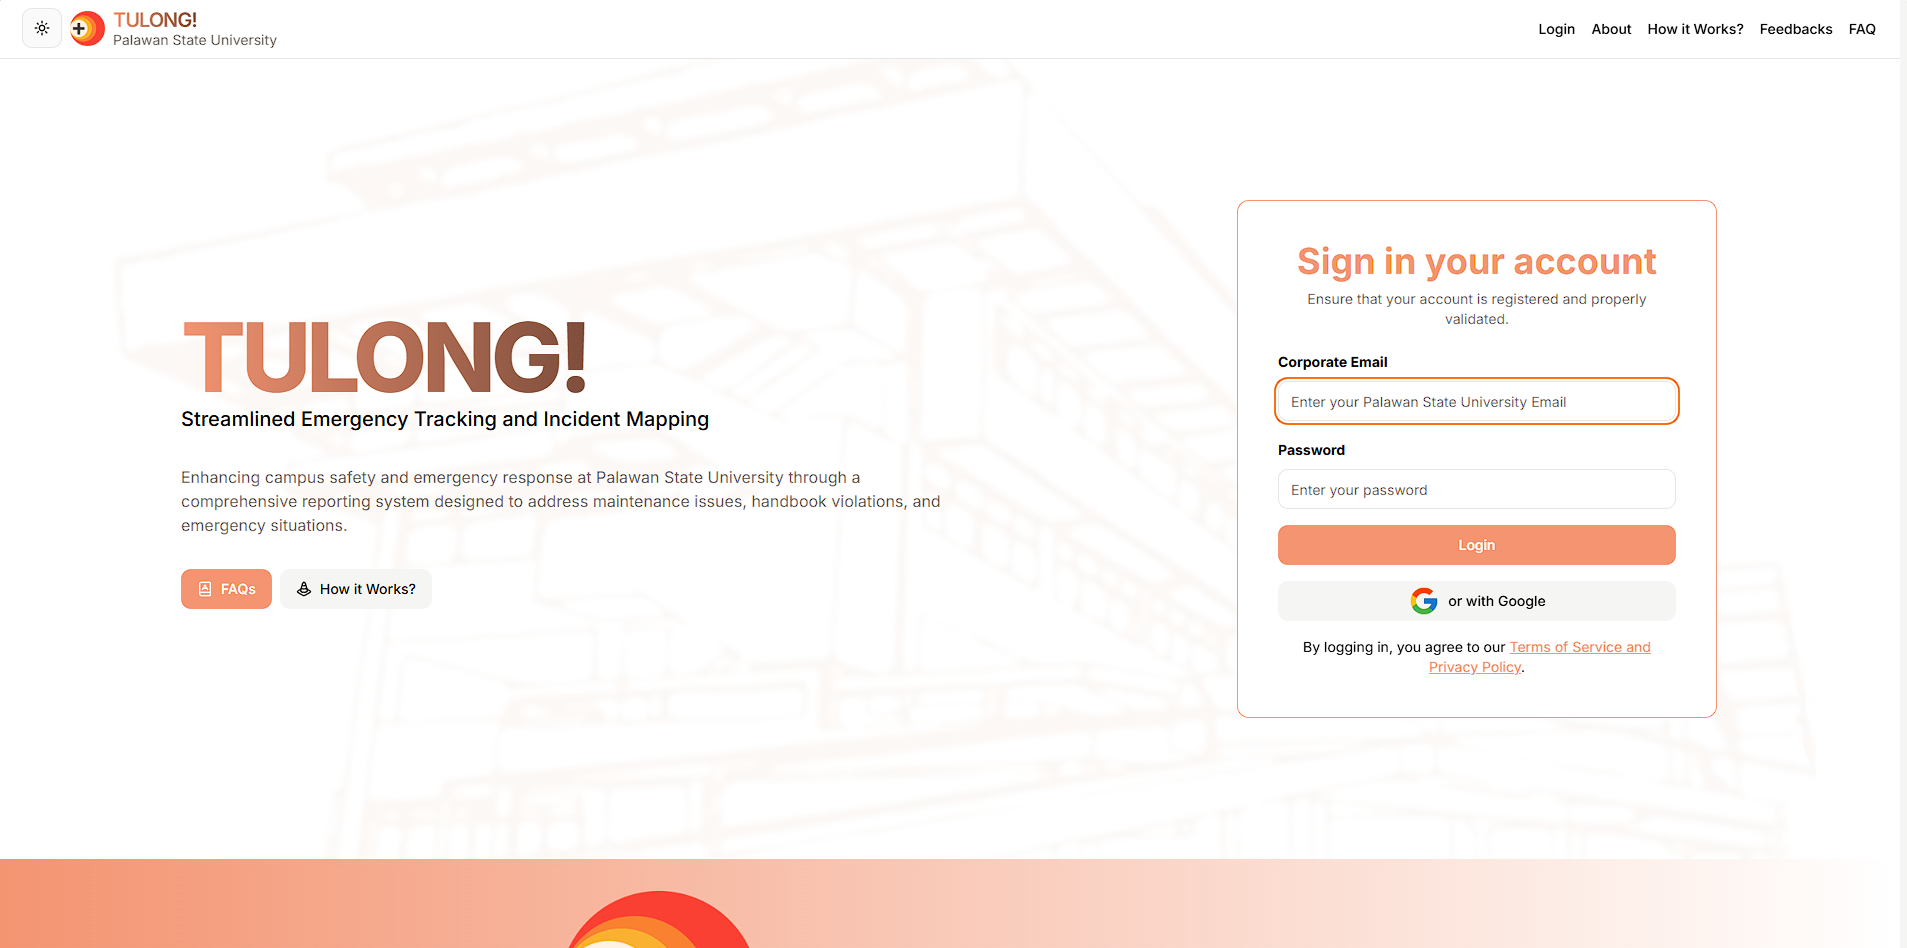 TULONG!
Palawan State University
Login
About
How it Works?
Feedbacks
FAQ
TULONG!
Streamlined Emergency Tracking and Incident Mapping
Enhancing campus safety and emergency response at Palawan State University through a
comprehensive reporting system designed to address maintenance issues, handbook violations, and
emergency situations.
FAQs
How it Works?
Sign in your account
Ensure that your account is registered and properly
validated.
Corporate Email
Enter your Palawan State University Email
Password
Enter your password
Login
or with Google
By logging in, you agree to our Terms of Service and
Privacy Policy.